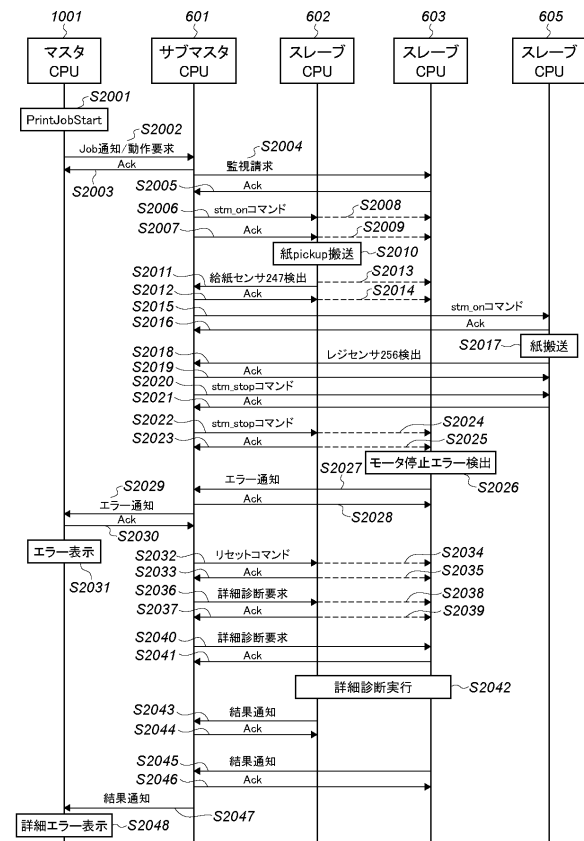 1001
601
602
603
605
マスタ
CPU
サブマスタ
CPU
スレーブ
CPU
スレーブ
CPU
スレーブ
CPU
S2001
PrintJobStart
S2002
Job通知/動作要求
S2004
Ack
監視請求
S2003
S2005
Ack
S2006
stm_onコマンド
S2008
S2007
Ack
S2009
紙pickup搬送
S2010
S2011
給紙センサ247検出
S2013
S2012
Ack
S2014
S2015
stm_onコマンド
S2016
Ack
S2017
紙搬送
S2018
レジセンサ256検出
S2019
Ack
S2020
stm_stopコマンド
S2021
Ack
S2022
stm_stopコマンド
S2024
S2023
Ack
S2025
モータ停止エラー検出
S2026
S2027
エラー通知
S2029
Ack
S2028
エラー通知
Ack
S2030
エラー表示
S2031
S2032
リセットコマンド
S2034
S2033
Ack
S2035
S2036
詳細診断要求
S2038
S2037
Ack
S2039
S2040
詳細診断要求
S2041
Ack
詳細診断実行
S2042
S2043
結果通知
S2044
Ack
S2045
結果通知
S2046
Ack
結果通知
S2047
詳細エラー表示
S2048